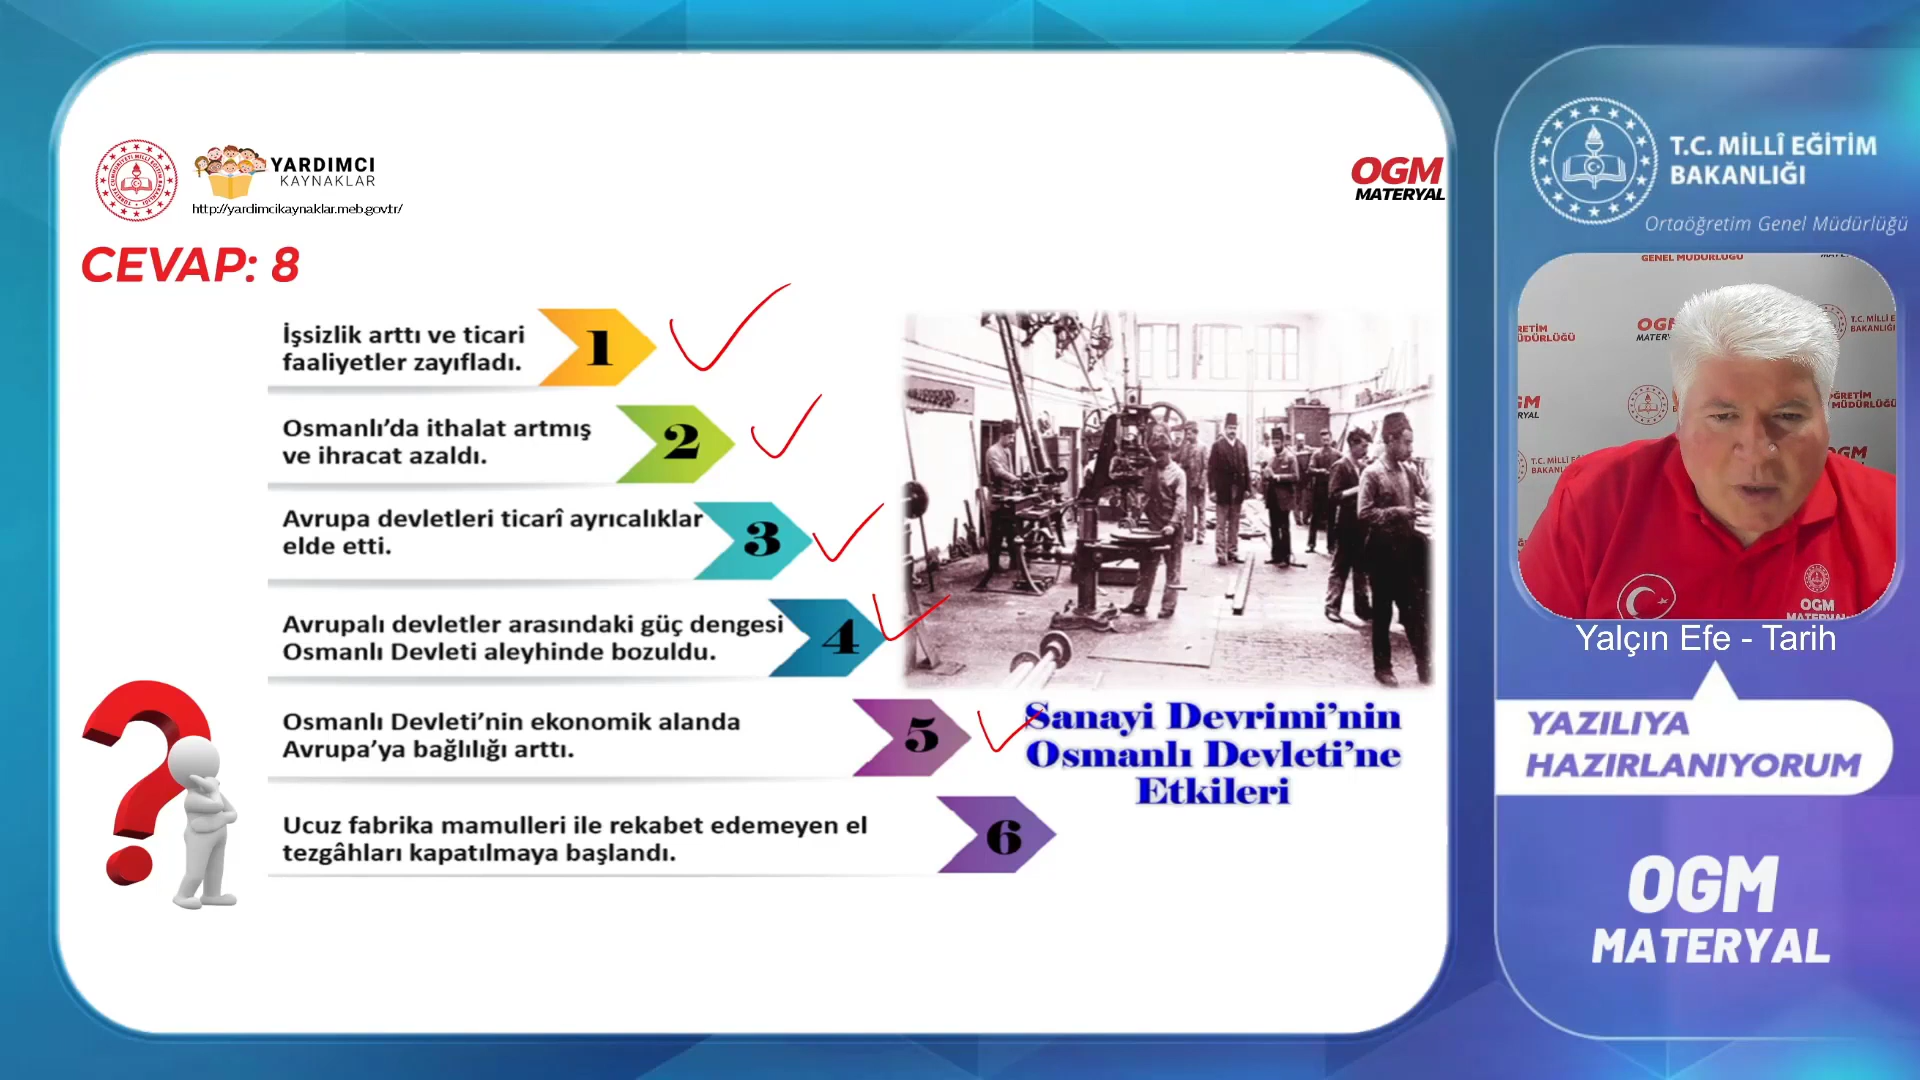 YARDIMCI
KAYNAKLAR
http://yardimcikaynaklar.meb.gov.tr/
OGM
MATERYAL
CEVAP: 8
İşsizlik arttı ve ticari
faaliyetler zayıfladı.
1
Osmanlı'da ithalat artmış
ve ihracat azaldı.
2
Avrupa devletleri ticarî ayrıcalıklar
elde etti.
3
Avrupalı devletler arasındaki güç dengesi
Osmanlı Devleti aleyhinde bozuldu.
4
Osmanlı Devleti'nin ekonomik alanda
Avrupa'ya bağlılığı arttı.
5
Ucuz fabrika mamulleri ile rekabet edemeyen el
tezgâhları kapatılmaya başlandı.
6
Sanayi Devrimi'nin
Osmanlı Devleti'ne
Etkileri
T.C. MİLLÎ EĞİTİM
BAKANLIĞI
Ortaöğretim Genel Müdürlüğü
GENEL MÜDÜRLÜĞÜ
OGM
MATERYAL
Yalçın Efe - Tarih
YAZILIYA
HAZIRLANIYORUM
OGM
MATERYAL